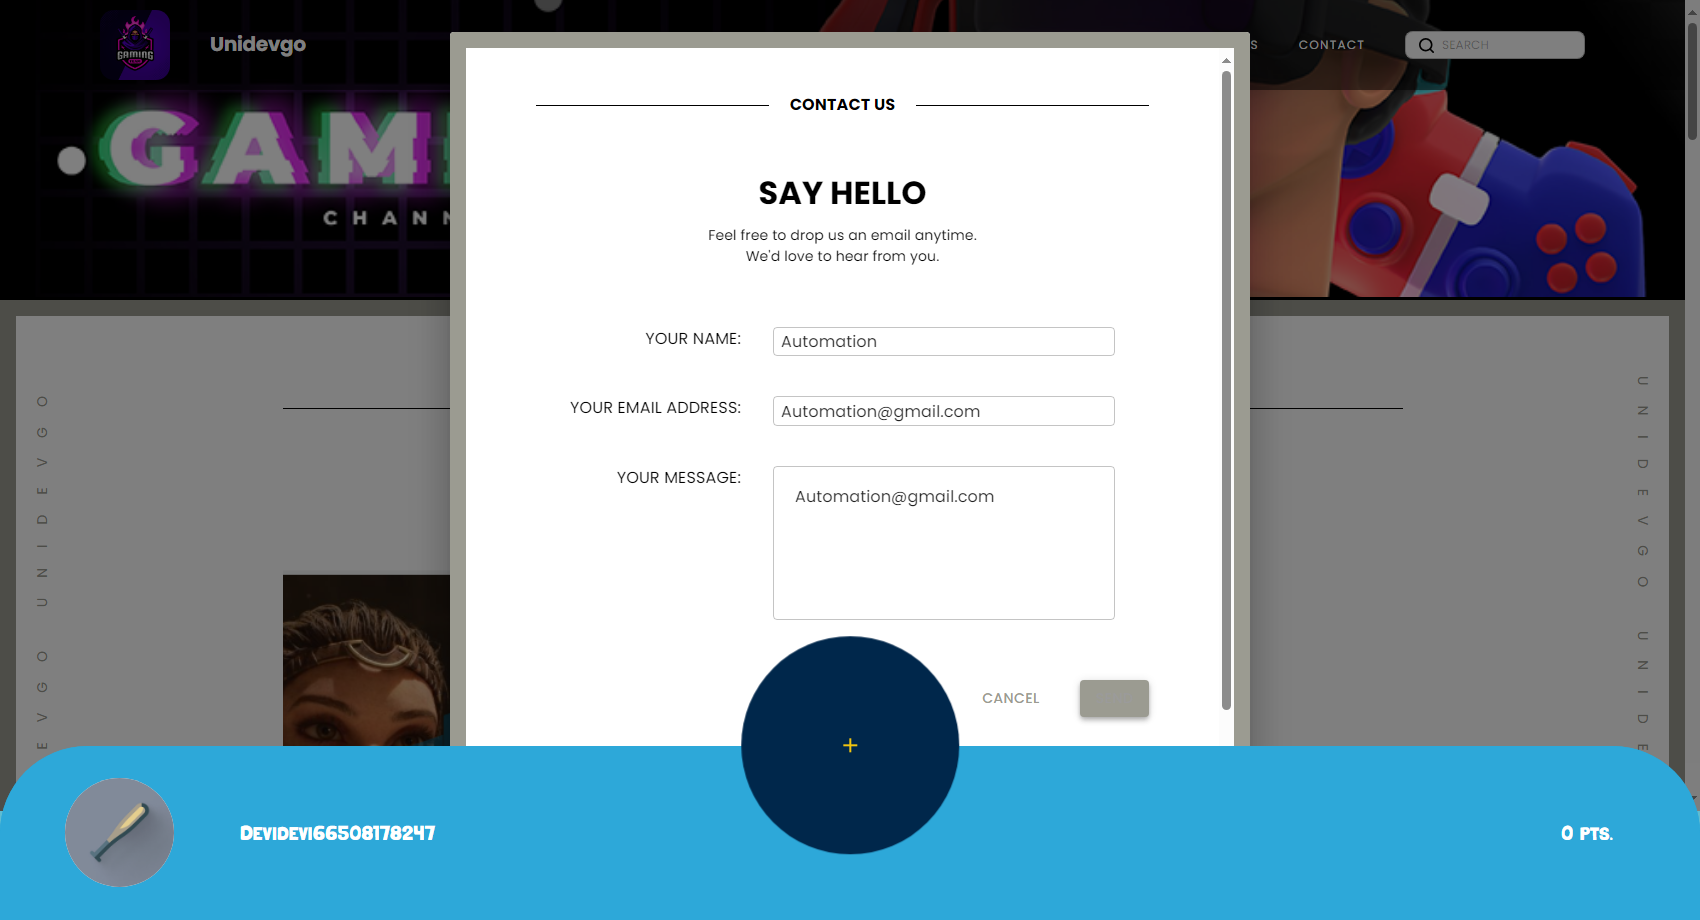 GAMING
Unidevgo
S
CONTACT
SEARCH
GAM
CHANN
CONTACT US
SAY HELLO
Feel free to drop us an email anytime.
We'd love to hear from you.
YOUR NAME:
Automation
YOUR EMAIL ADDRESS:
Automation@gmail.com
YOUR MESSAGE:
Automation@gmail.com
CANCEL
UNIDEVGO
EVGO
UNIDEVGO
UNIDE
+
Devidevi66508178247
0 pts.